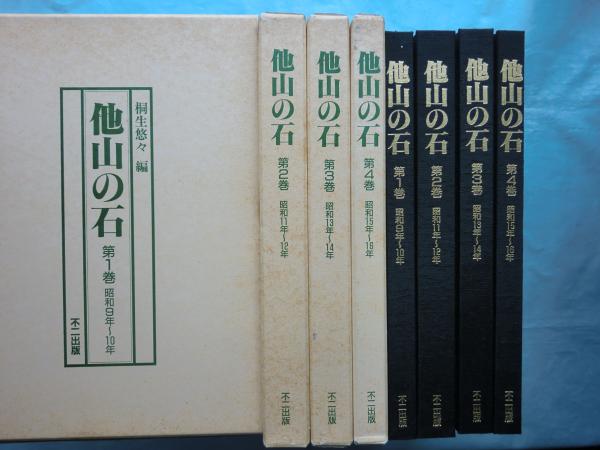 桐生悠々 編
他山の石
第1巻 昭和9年~10年
不二出版
他山の石 第2巻 昭和11年~12年 不二出版
他山の石 第3巻 昭和13年~14年 不二出版
他山の石 第4巻 昭和15年~16年 不二出版
他山の石 第1巻 昭和9年~10年 不二出版
他山の石 第2巻 昭和11年~12年 不二出版
他山の石 第3巻 昭和13年~14年 不二出版
他山の石 第4巻 昭和15年~16年 不二出版